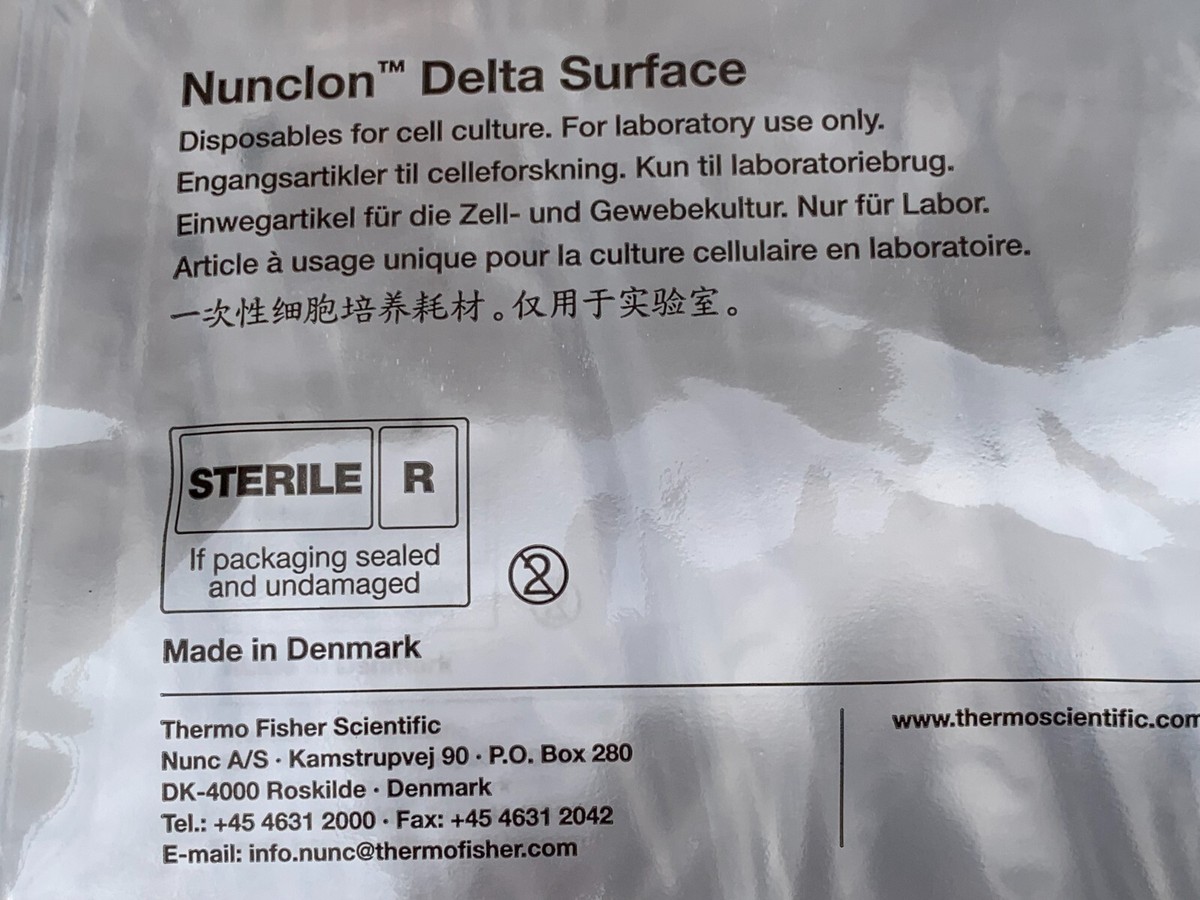 Nunclon™ Delta Surface
Disposables for cell culture. For laboratory use only.
Engangsartikler til celleforskning. Kun til laboratoriebrug.
Einwegartikel für die Zell- und Gewebekultur. Nur für Labor.
Article à usage unique pour la culture cellulaire en laboratoire.
一次性细胞培养耗材。仅用于实验室。
STERILE R
If packaging sealed
and undamaged
2
Made in Denmark
Thermo Fisher Scientific
Nunc A/S · Kamstrupvej 90 · P.O. Box 280
DK-4000 Roskilde · Denmark
Tel.: +45 4631 2000 · Fax: +45 4631 2042
E-mail: info.nunc@thermofisher.com
www.thermoscientific.com